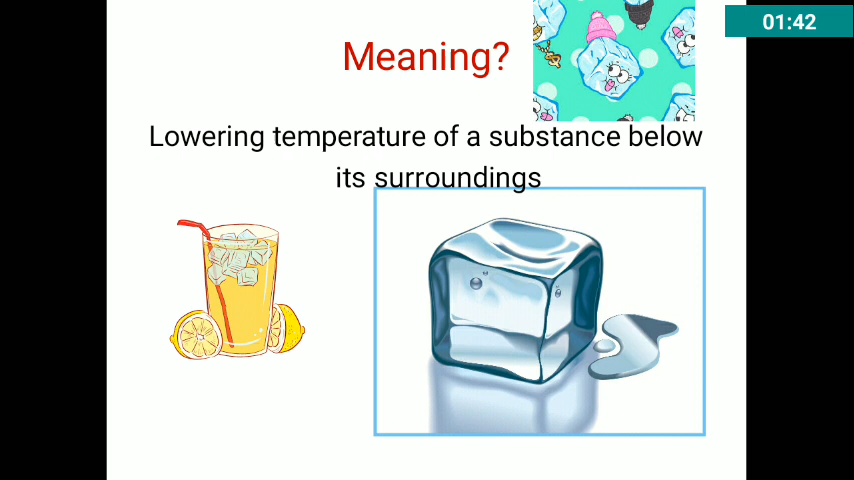 Meaning?
01:42
Lowering temperature of a substance below
its surroundings